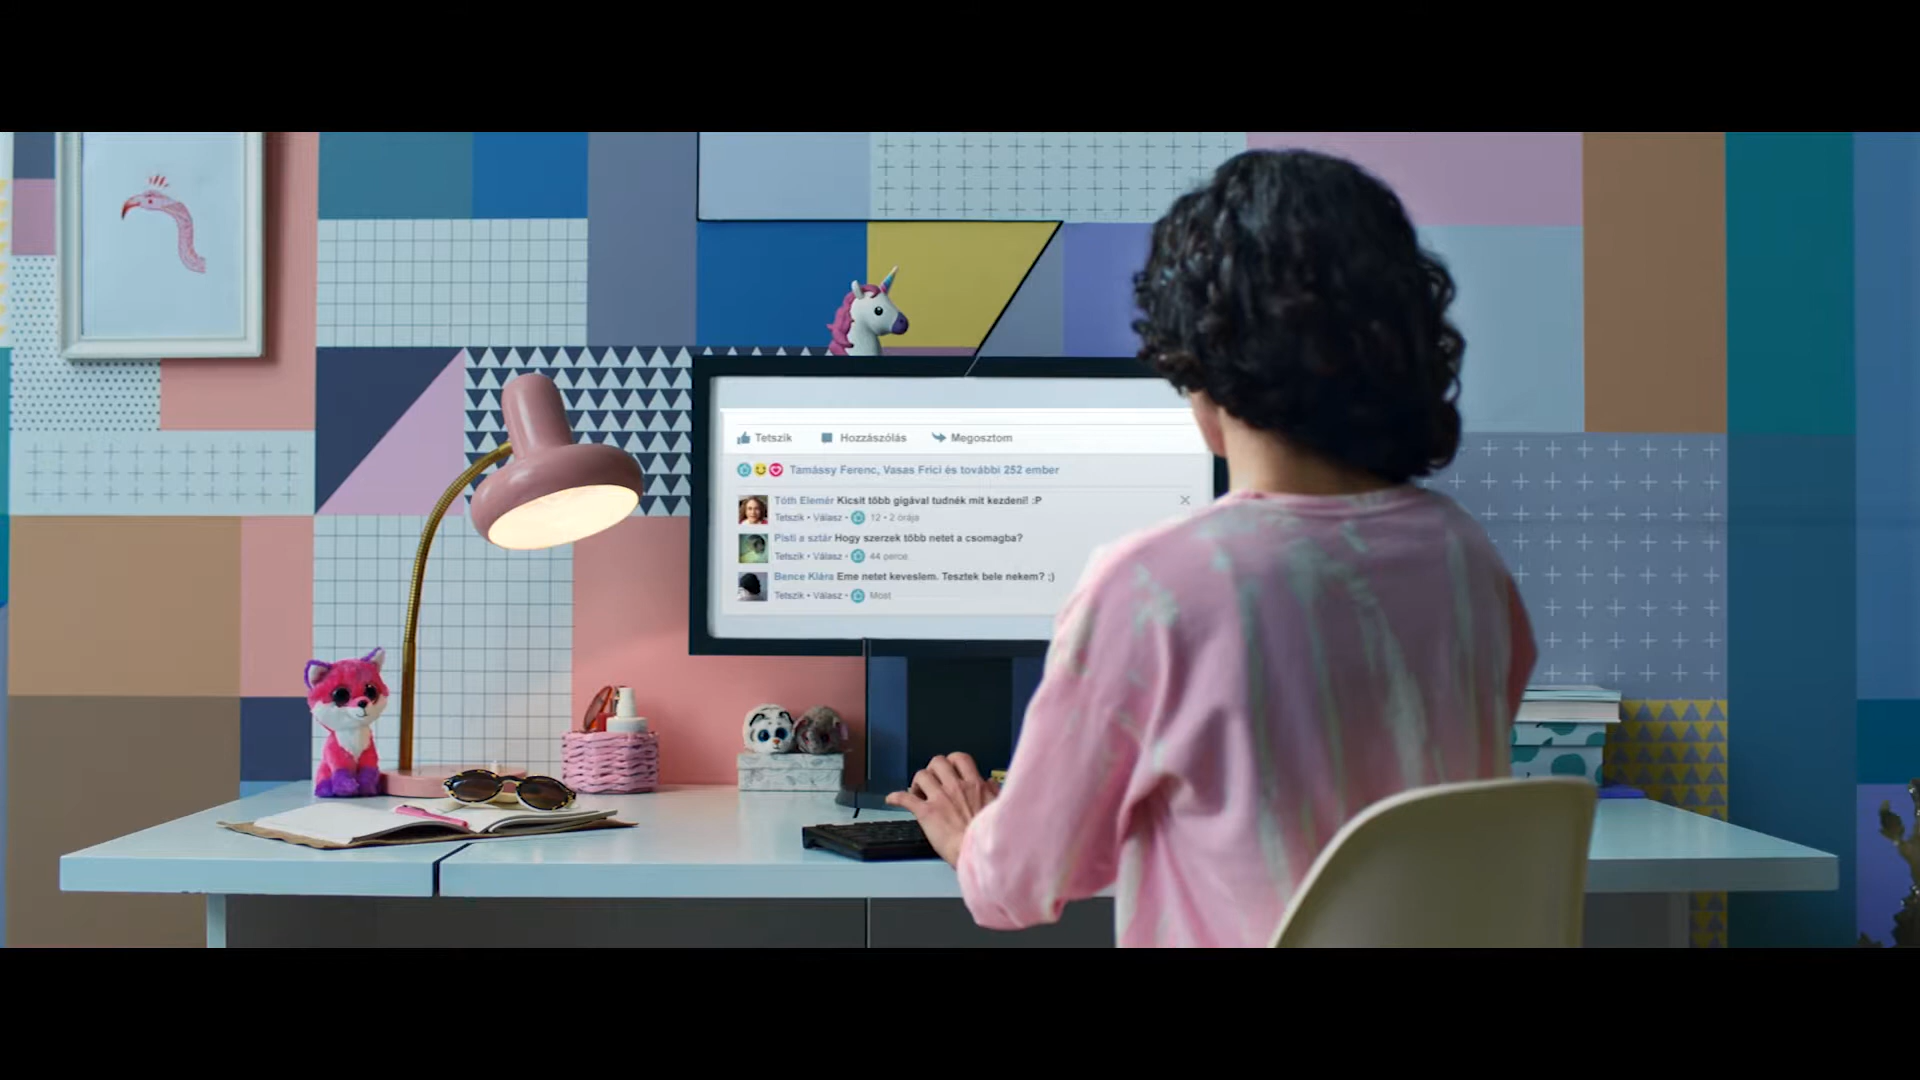 Tetszik Hozzászólás Megosztom
Tamássy Ferenc, Vasas Frici és további 252 ember
Tóth Elemér Kicsit több gigával tudnék mit kezdeni! :P
Tetszik • Válasz • 12 • 2 órája
Pisti a sztár Hogy szerzek több netet a csomagba?
Tetszik • Válasz • 44 perce
Bence Klára Eme netet keveslem. Tesztek bele nekem? ;)
Tetszik • Válasz • Most